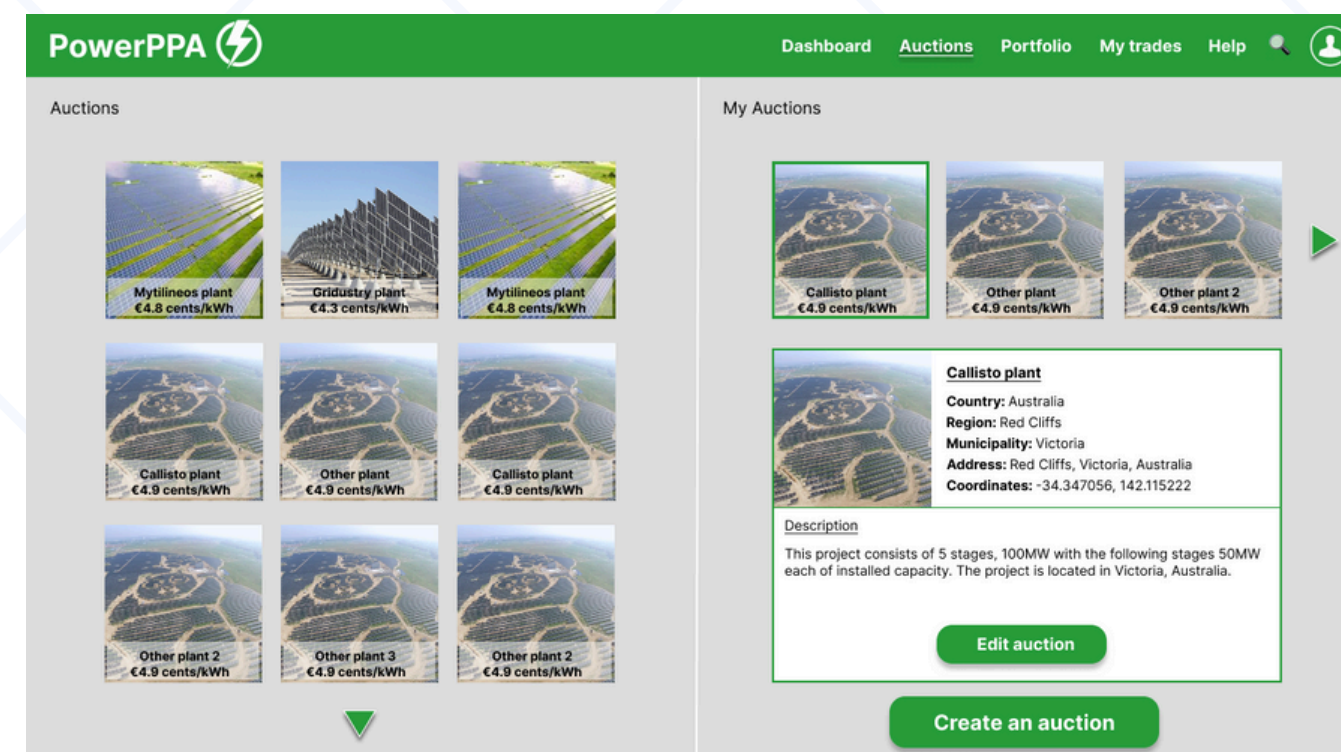 PowerPPA
Dashboard Auctions Portfolio My trades Help
Auctions
Mytilineos plant
€4.8 cents/kWh
Gridustry plant
€4.3 cents/kWh
Mytilineos plant
€4.8 cents/kWh
Callisto plant
€4.9 cents/kWh
Other plant
€4.9 cents/kWh
Callisto plant
€4.9 cents/kWh
Other plant 2
€4.9 cents/kWh
Other plant 3
€4.9 cents/kWh
Other plant 2
€4.9 cents/kWh
My Auctions
Callisto plant
€4.9 cents/kWh
Other plant
€4.9 cents/kWh
Other plant 2
€4.9 cents/kWh
Callisto plant
Country: Australia
Region: Red Cliffs
Municipality: Victoria
Address: Red Cliffs, Victoria, Australia
Coordinates: -34.347056, 142.115222
Description
This project consists of 5 stages, 100MW with the following stages 50MW
each of installed capacity. The project is located in Victoria, Australia.
Edit auction
Create an auction